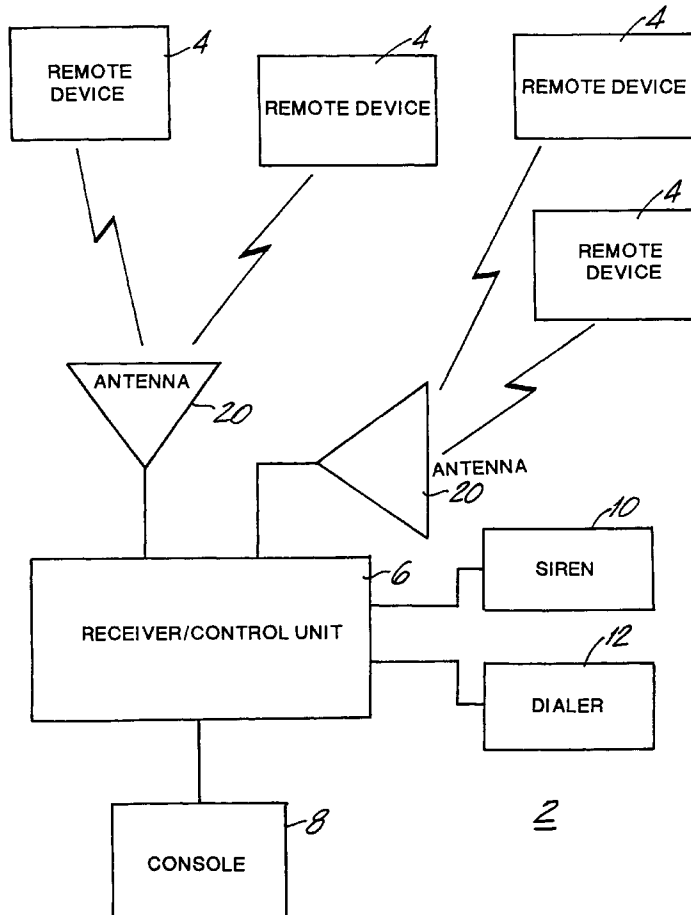 4
REMOTE
DEVICE
4
REMOTE DEVICE
4
REMOTE DEVICE
4
REMOTE
DEVICE
ANTENNA
20
ANTENNA
20
6
RECEIVER/CONTROL UNIT
10
SIREN
12
DIALER
8
CONSOLE
2